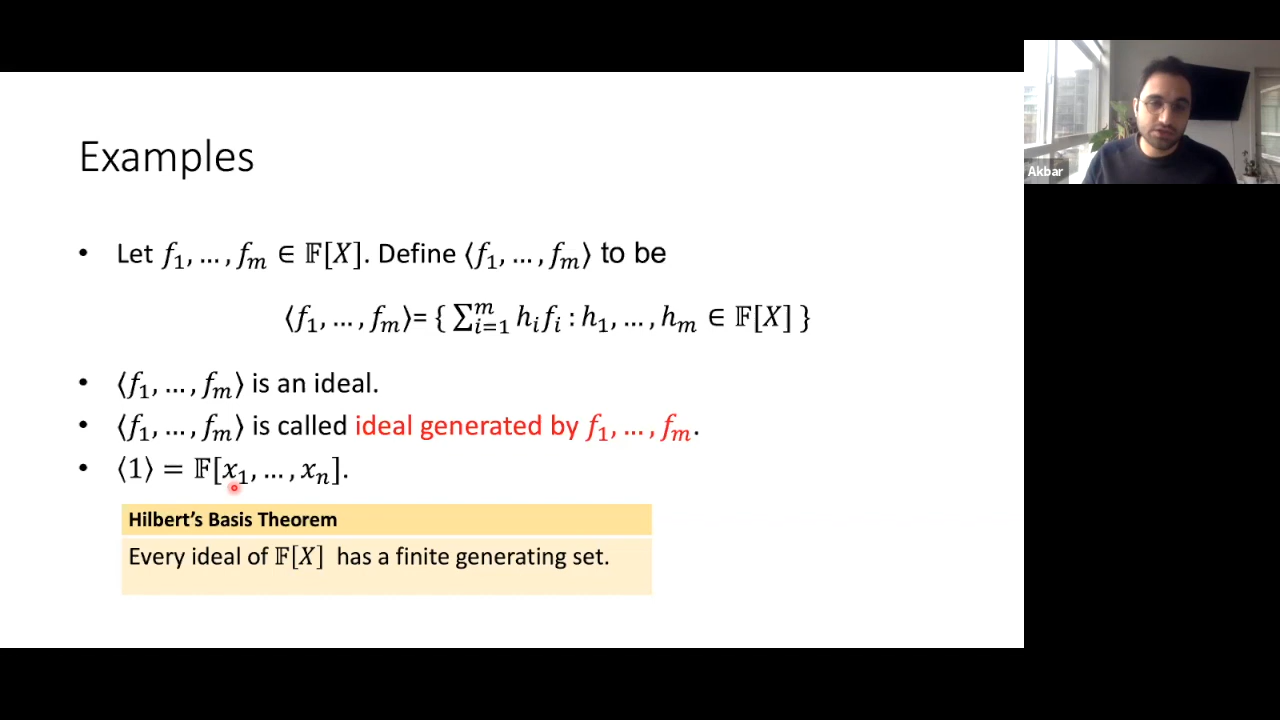 Akbar
Examples
• Let f₁, … , fₘ ∈ 𝔽[X]. Define ⟨f₁, … , fₘ⟩ to be
⟨f₁, … , fₘ⟩= { ∑ᵢ₌₁ᵐ hᵢfᵢ : h₁, … , hₘ ∈ 𝔽[X] }
• ⟨f₁, … , fₘ⟩ is an ideal.
• ⟨f₁, … , fₘ⟩ is called ideal generated by f₁, … , fₘ.
• ⟨1⟩ = 𝔽[x₁, … , xₙ].
Hilbert’s Basis Theorem
Every ideal of 𝔽[X] has a finite generating set.